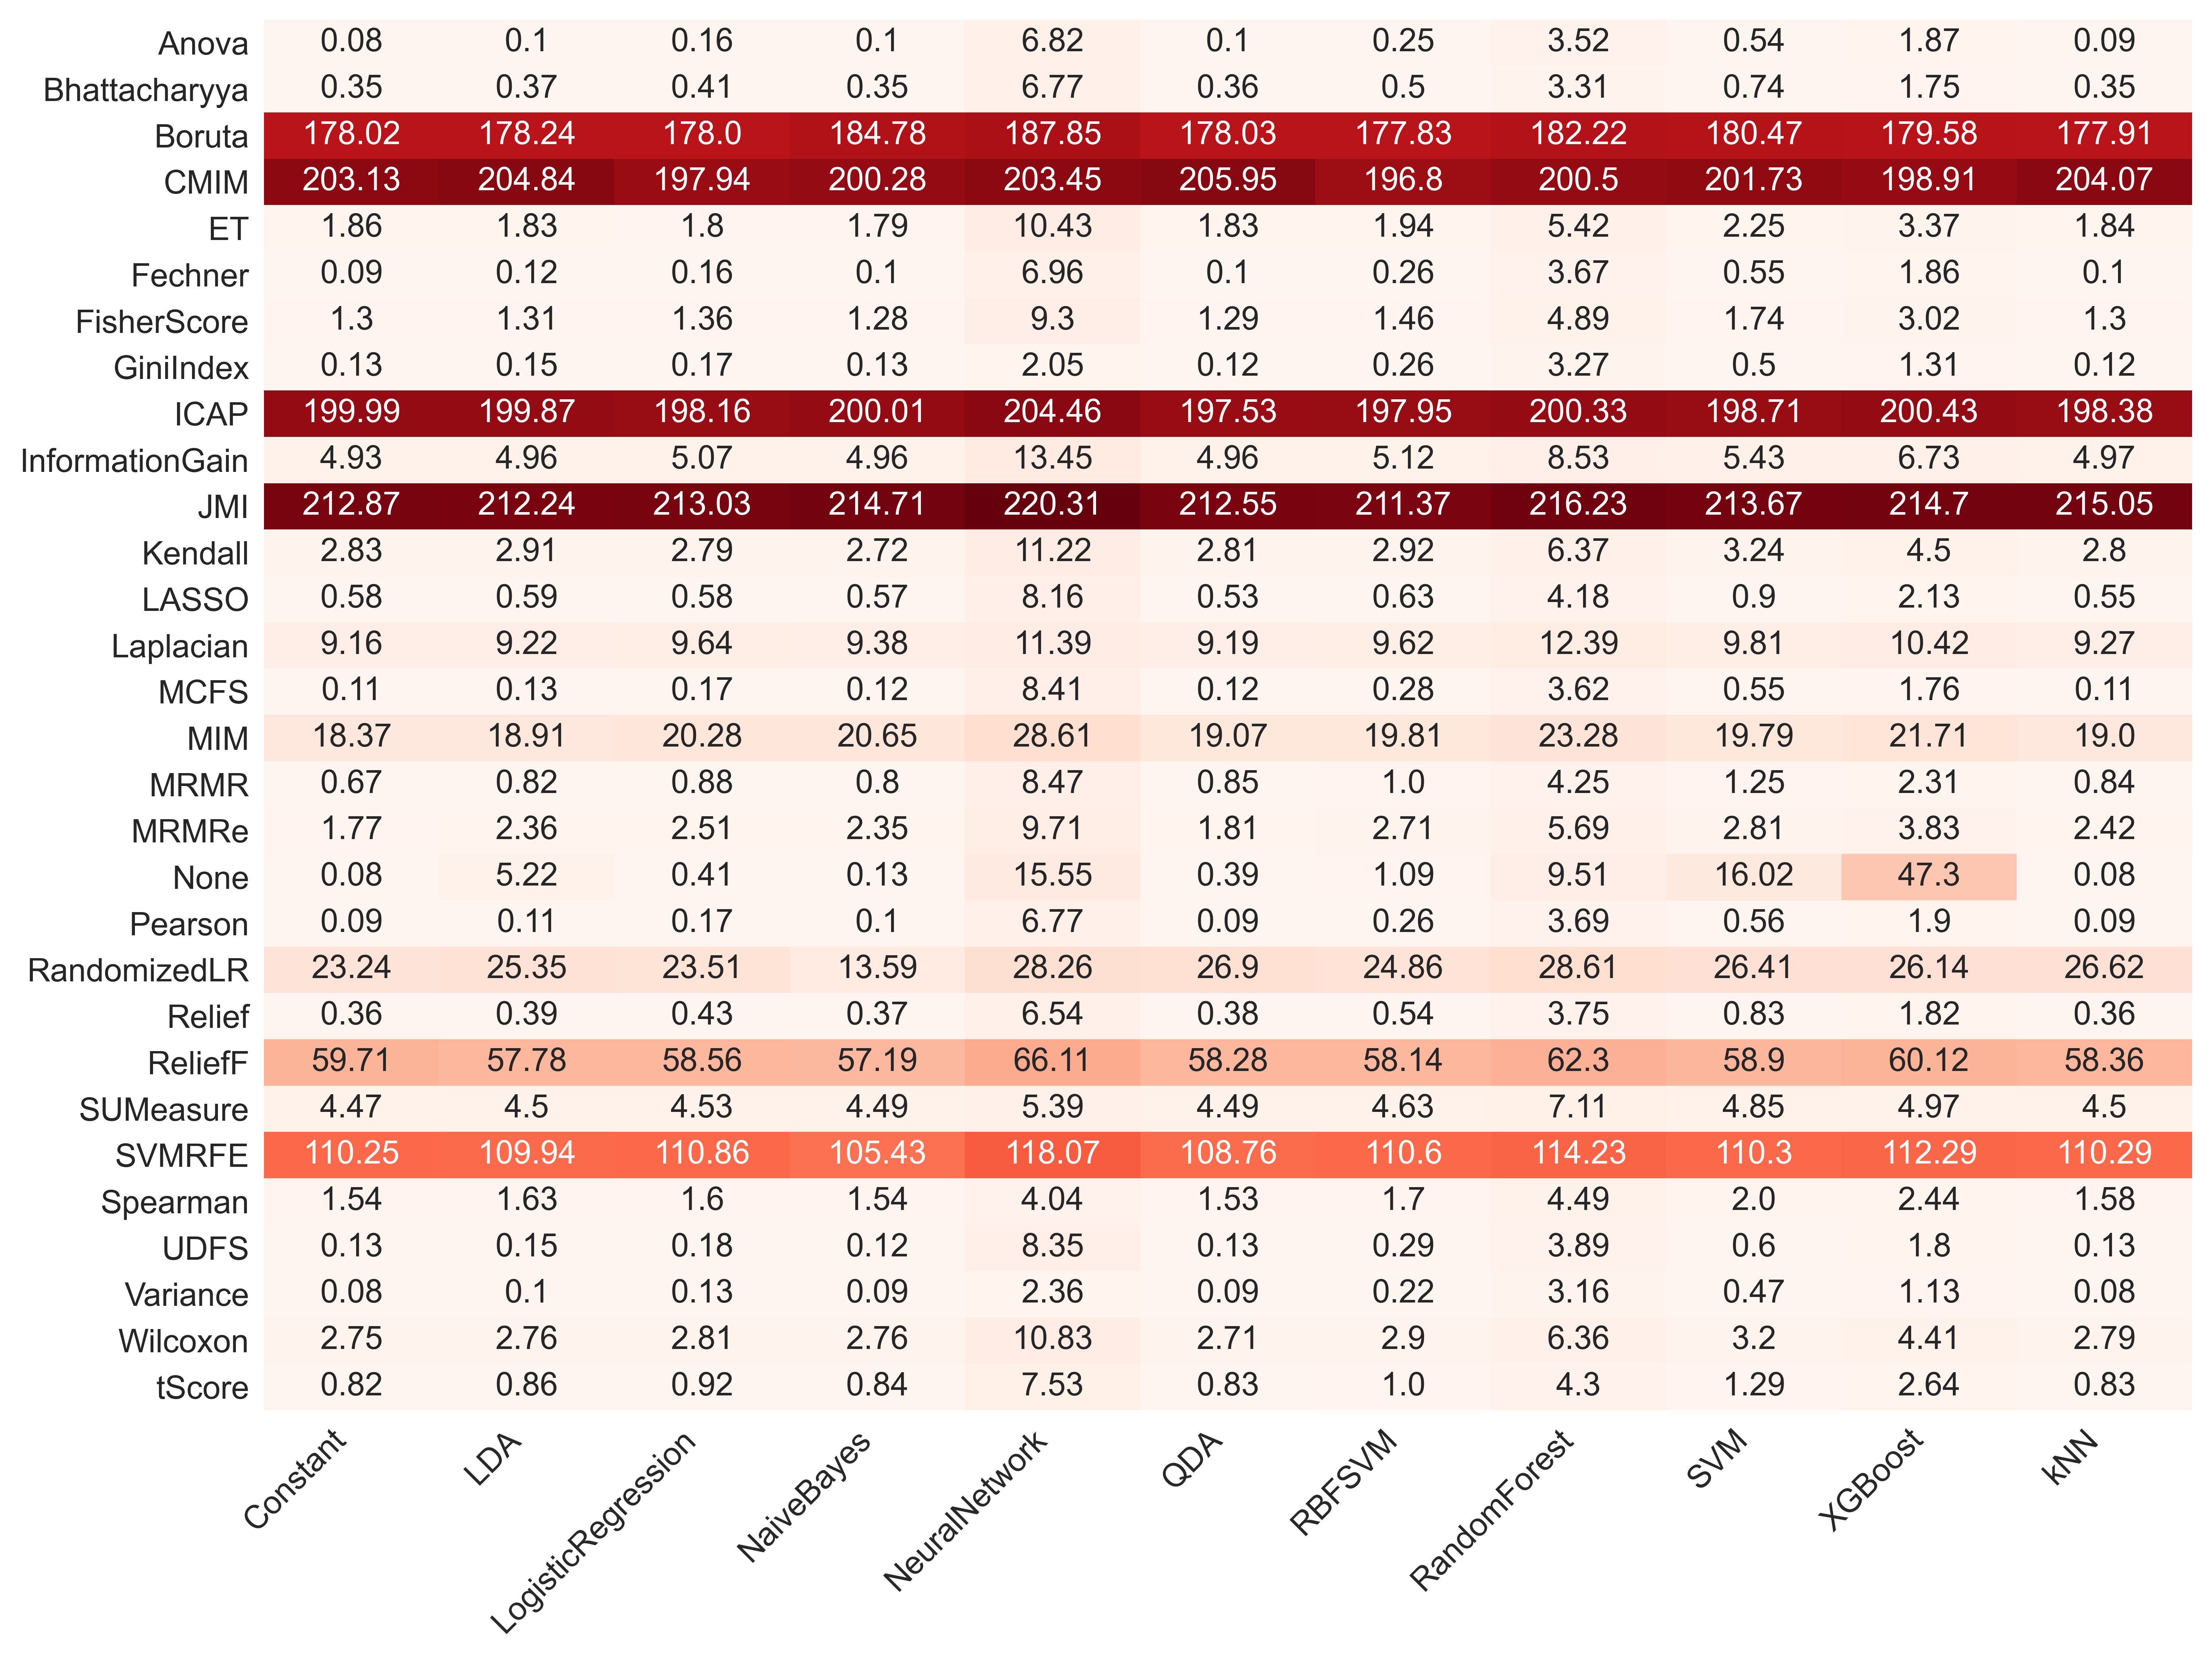 Anova 0.08 0.1 0.16 0.1 6.82 0.1 0.25 3.52 0.54 1.87 0.09
Bhattacharyya 0.35 0.37 0.41 0.35 6.77 0.36 0.5 3.31 0.74 1.75 0.35
Boruta 178.02 178.24 178.0 184.78 187.85 178.03 177.83 182.22 180.47 179.58 177.91
CMIM 203.13 204.84 197.94 200.28 203.45 205.95 196.8 200.5 201.73 198.91 204.07
ET 1.86 1.83 1.8 1.79 10.43 1.83 1.94 5.42 2.25 3.37 1.84
Fechner 0.09 0.12 0.16 0.1 6.96 0.1 0.26 3.67 0.55 1.86 0.1
FisherScore 1.3 1.31 1.36 1.28 9.3 1.29 1.46 4.89 1.74 3.02 1.3
GiniIndex 0.13 0.15 0.17 0.13 2.05 0.12 0.26 3.27 0.5 1.31 0.12
ICAP 199.99 199.87 198.16 200.01 204.46 197.53 197.95 200.33 198.71 200.43 198.38
InformationGain 4.93 4.96 5.07 4.96 13.45 4.96 5.12 8.53 5.43 6.73 4.97
JMI 212.87 212.24 213.03 214.71 220.31 212.55 211.37 216.23 213.67 214.7 215.05
Kendall 2.83 2.91 2.79 2.72 11.22 2.81 2.92 6.37 3.24 4.5 2.8
LASSO 0.58 0.59 0.58 0.57 8.16 0.53 0.63 4.18 0.9 2.13 0.55
Laplacian 9.16 9.22 9.64 9.38 11.39 9.19 9.62 12.39 9.81 10.42 9.27
MCFS 0.11 0.13 0.17 0.12 8.41 0.12 0.28 3.62 0.55 1.76 0.11
MIM 18.37 18.91 20.28 20.65 28.61 19.07 19.81 23.28 19.79 21.71 19.0
MRMR 0.67 0.82 0.88 0.8 8.47 0.85 1.0 4.25 1.25 2.31 0.84
MRMRe 1.77 2.36 2.51 2.35 9.71 1.81 2.71 5.69 2.81 3.83 2.42
None 0.08 5.22 0.41 0.13 15.55 0.39 1.09 9.51 16.02 47.3 0.08
Pearson 0.09 0.11 0.17 0.1 6.77 0.09 0.26 3.69 0.56 1.9 0.09
RandomizedLR 23.24 25.35 23.51 13.59 28.26 26.9 24.86 28.61 26.41 26.14 26.62
Relief 0.36 0.39 0.43 0.37 6.54 0.38 0.54 3.75 0.83 1.82 0.36
ReliefF 59.71 57.78 58.56 57.19 66.11 58.28 58.14 62.3 58.9 60.12 58.36
SUMeasure 4.47 4.5 4.53 4.49 5.39 4.49 4.63 7.11 4.85 4.97 4.5
SVMRFE 110.25 109.94 110.86 105.43 118.07 108.76 110.6 114.23 110.3 112.29 110.29
Spearman 1.54 1.63 1.6 1.54 4.04 1.53 1.7 4.49 2.0 2.44 1.58
UDFS 0.13 0.15 0.18 0.12 8.35 0.13 0.29 3.89 0.6 1.8 0.13
Variance 0.08 0.1 0.13 0.09 2.36 0.09 0.22 3.16 0.47 1.13 0.08
Wilcoxon 2.75 2.76 2.81 2.76 10.83 2.71 2.9 6.36 3.2 4.41 2.79
tScore 0.82 0.86 0.92 0.84 7.53 0.83 1.0 4.3 1.29 2.64 0.83
Constant LDA LogisticRegression NaiveBayes NeuralNetwork QDA RBFSVM RandomForest SVM XGBoost kNN